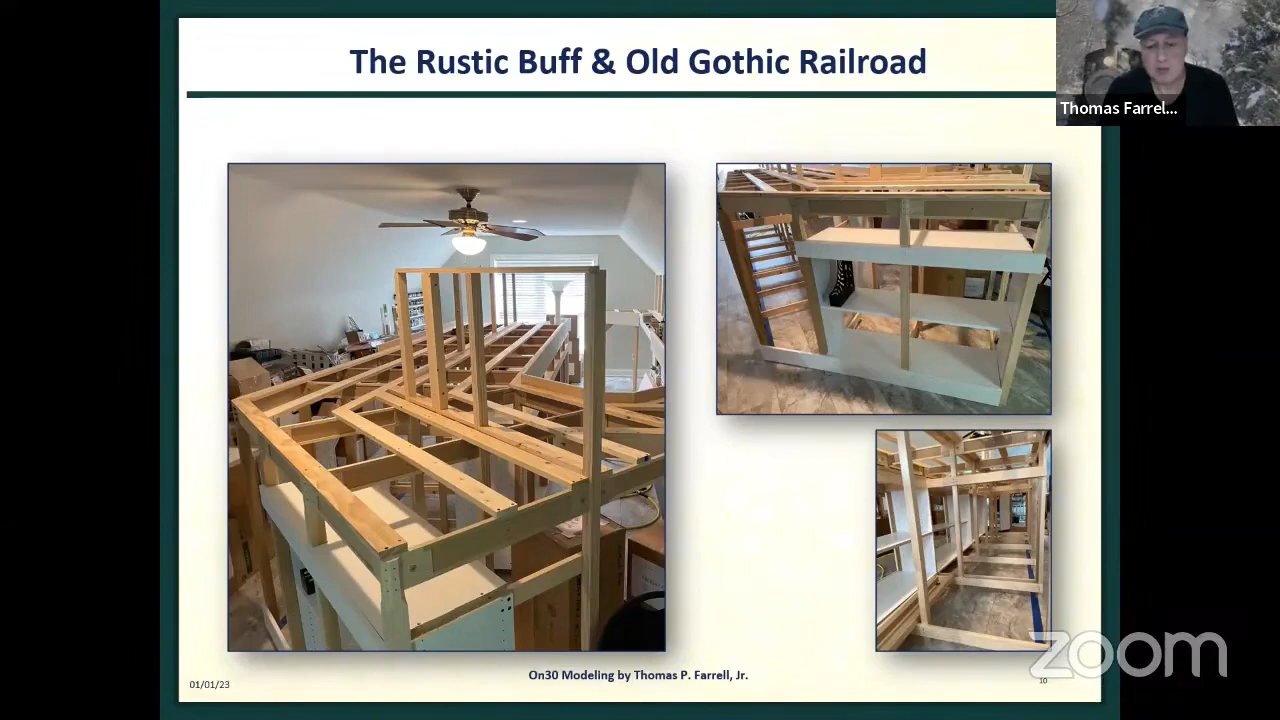 The Rustic Buff & Old Gothic Railroad
Thomas Farrel...
On30 Modeling by Thomas P. Farrell, Jr.
01/01/23
10
zoom